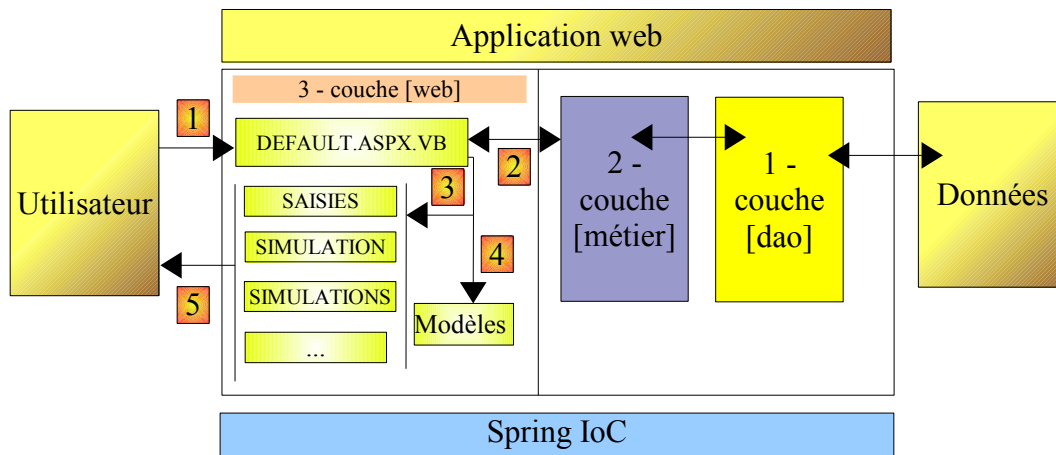 Application web
3 - couche [web]
1
DEFAULT.ASPX.VB
2
Utilisateur
3
SAISIES
SIMULATION
4
SIMULATIONS
5
Modèles
...
2 -
couche
[métier]
1 -
couche
[dao]
Données
Spring IoC